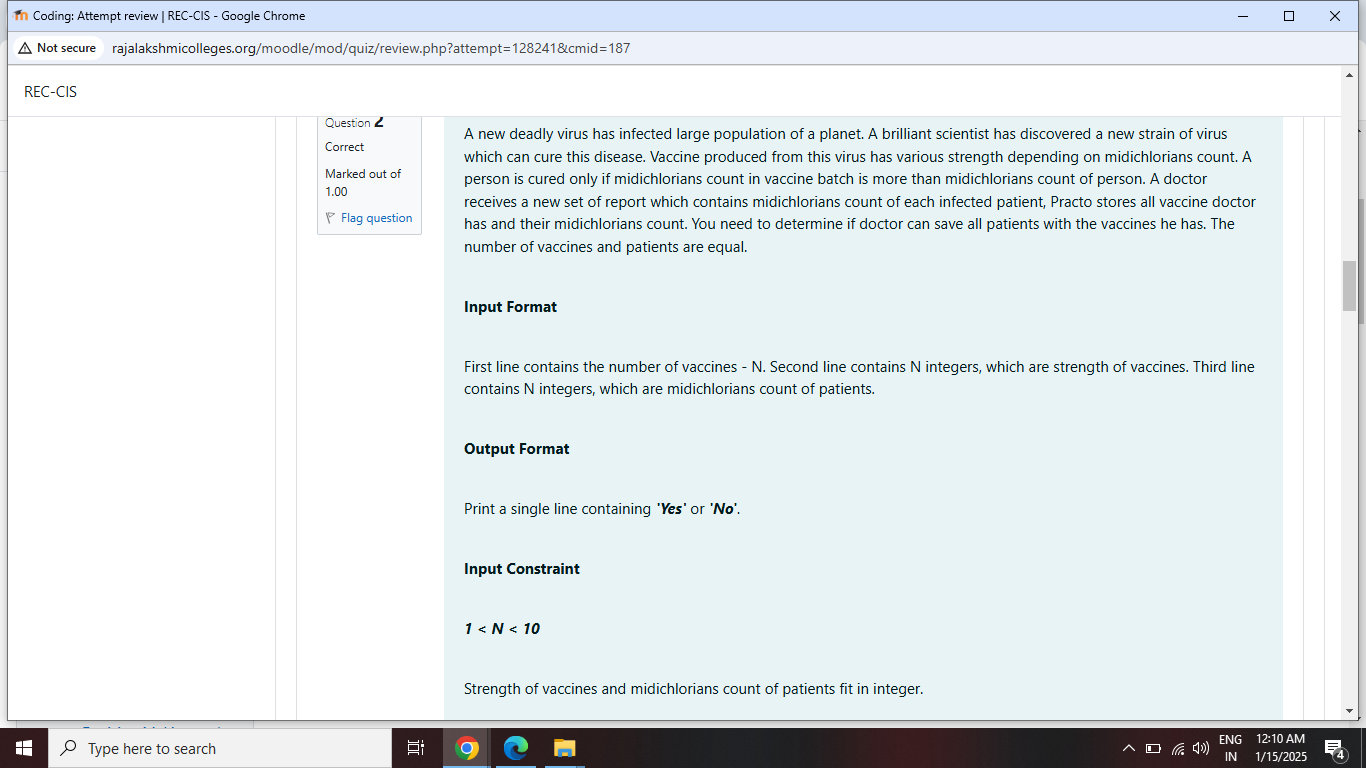 Coding: Attempt review | REC-CIS - Google Chrome
Not secure
rajalakshmicolleges.org/moodle/mod/quiz/review.php?attempt=128241&cmid=187
REC-CIS
Question 2
Correct
Marked out of
1.00
Flag question
A new deadly virus has infected large population of a planet. A brilliant scientist has discovered a new strain of virus
which can cure this disease. Vaccine produced from this virus has various strength depending on midichlorians count. A
person is cured only if midichlorians count in vaccine batch is more than midichlorians count of person. A doctor
receives a new set of report which contains midichlorians count of each infected patient, Practo stores all vaccine doctor
has and their midichlorians count. You need to determine if doctor can save all patients with the vaccines he has. The
number of vaccines and patients are equal.
Input Format
First line contains the number of vaccines - N. Second line contains N integers, which are strength of vaccines. Third line
contains N integers, which are midichlorians count of patients.
Output Format
Print a single line containing 'Yes' or 'No'.
Input Constraint
1 < N < 10
Strength of vaccines and midichlorians count of patients fit in integer.
Type here to search
ENG
IN
12:10 AM
1/15/2025
4